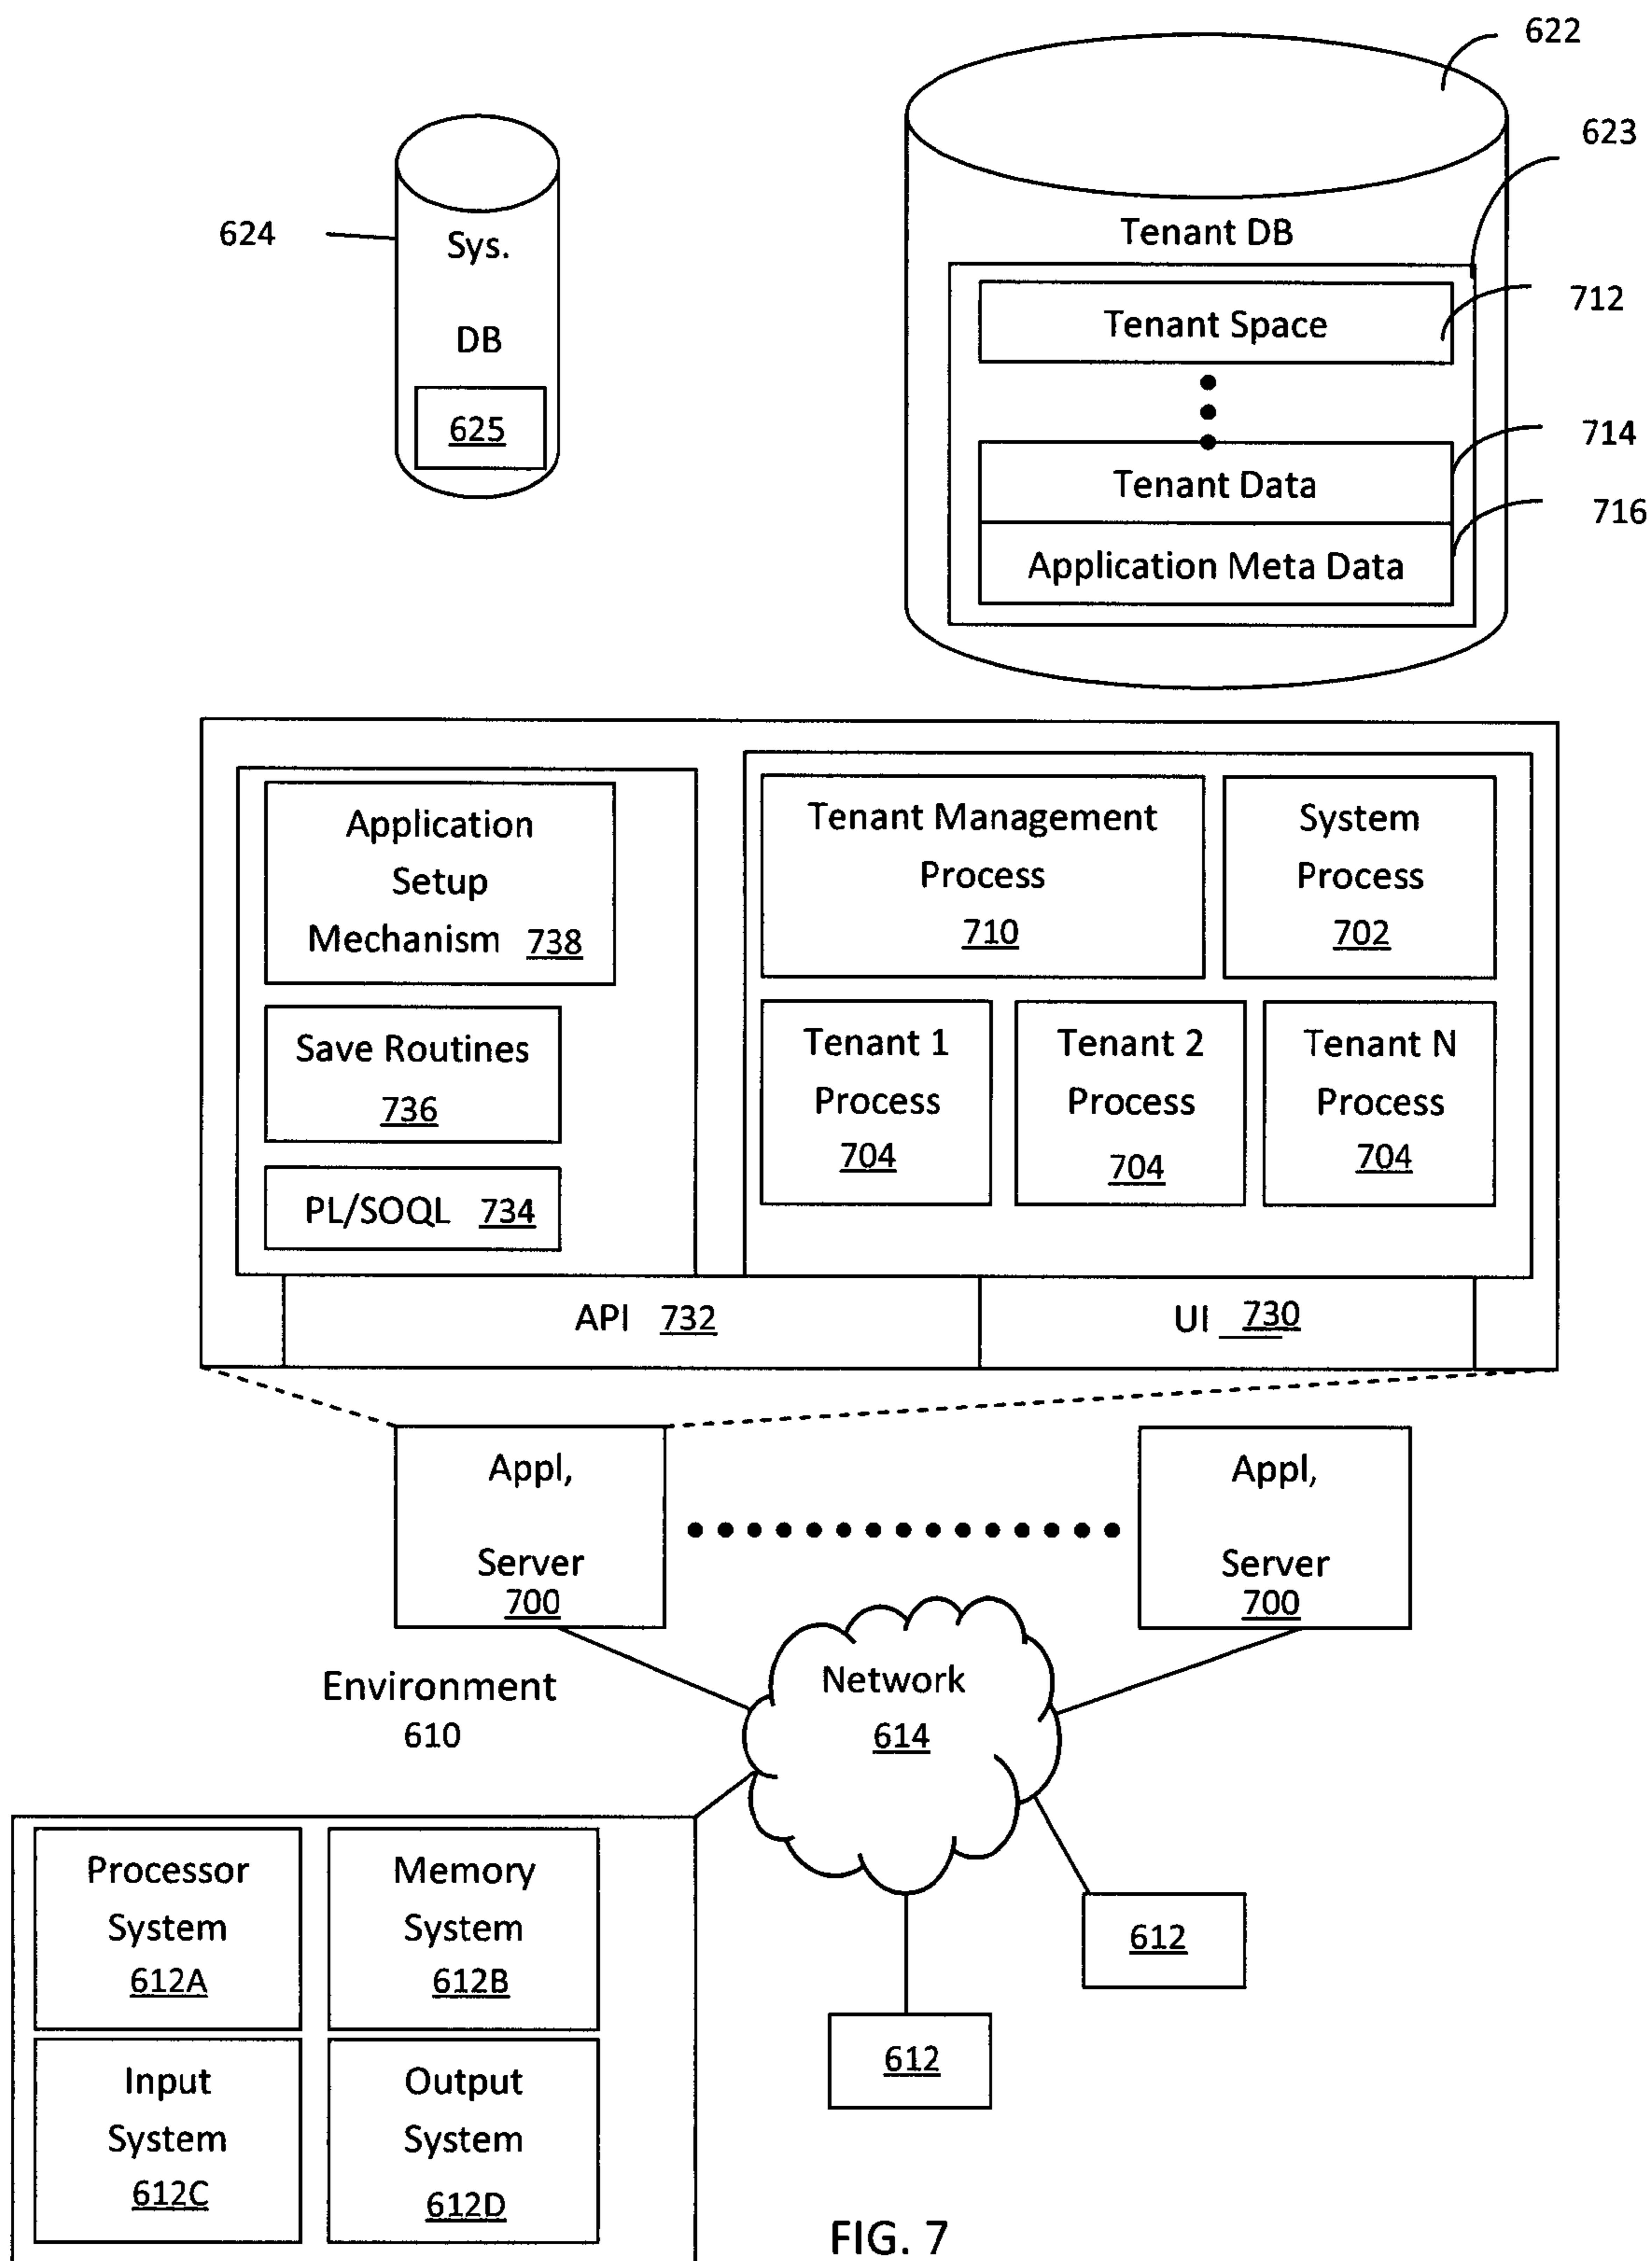 622
623
Tenant DB
624
Sys.
712
Tenant Space
DB
625
714
Tenant Data
716
Application Meta Data
Application
Setup
Mechanism 738
Tenant Management
Process
710
System
Process
702
Save Routines
736
Tenant 1
Process
704
Tenant 2
Process
704
Tenant N
Process
704
PL/SOQL 734
API 732
UI 730
Appl,
Server
700
Appl,
Server
700
Environment
610
Network
614
Processor
System
612A
Memory
System
612B
612
612
Input
System
612C
Output
System
612D
FIG. 7